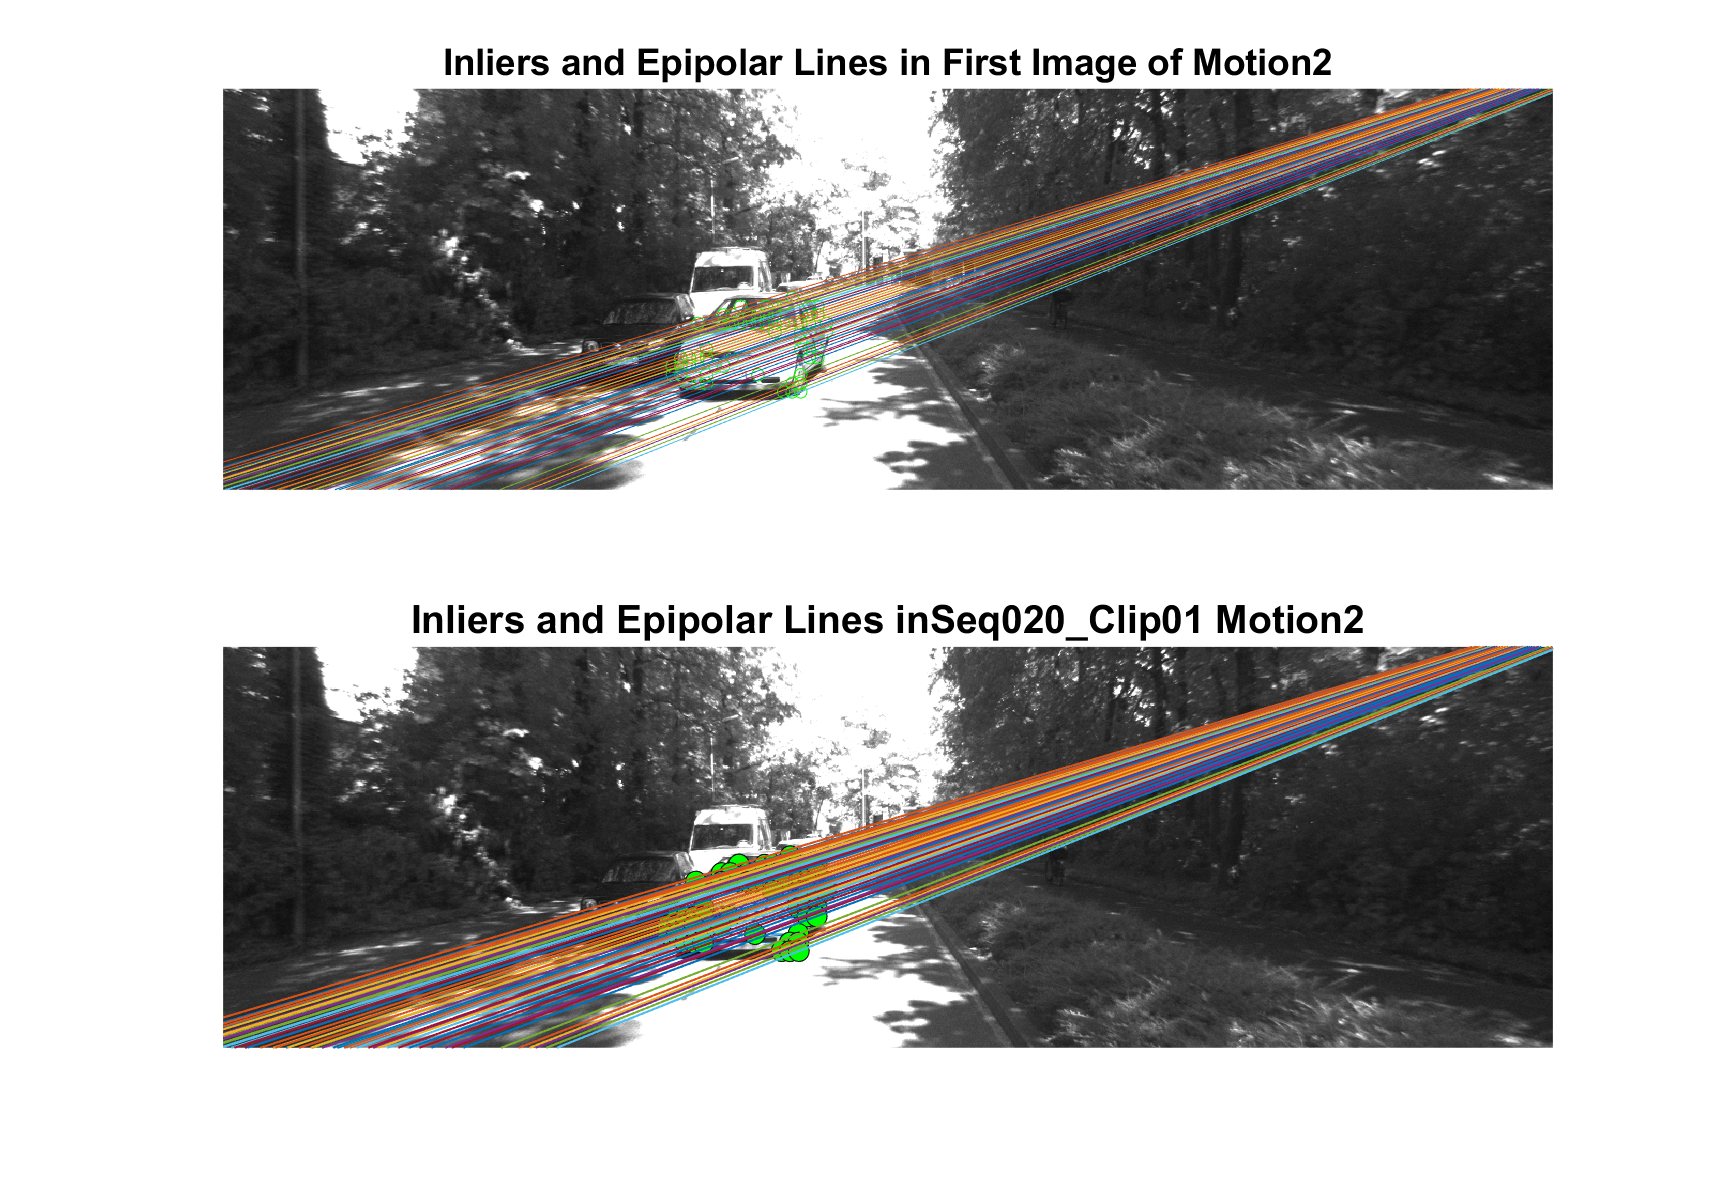 Inliers and Epipolar Lines in First Image of Motion2
Inliers and Epipolar Lines inSeq020_Clip01 Motion2